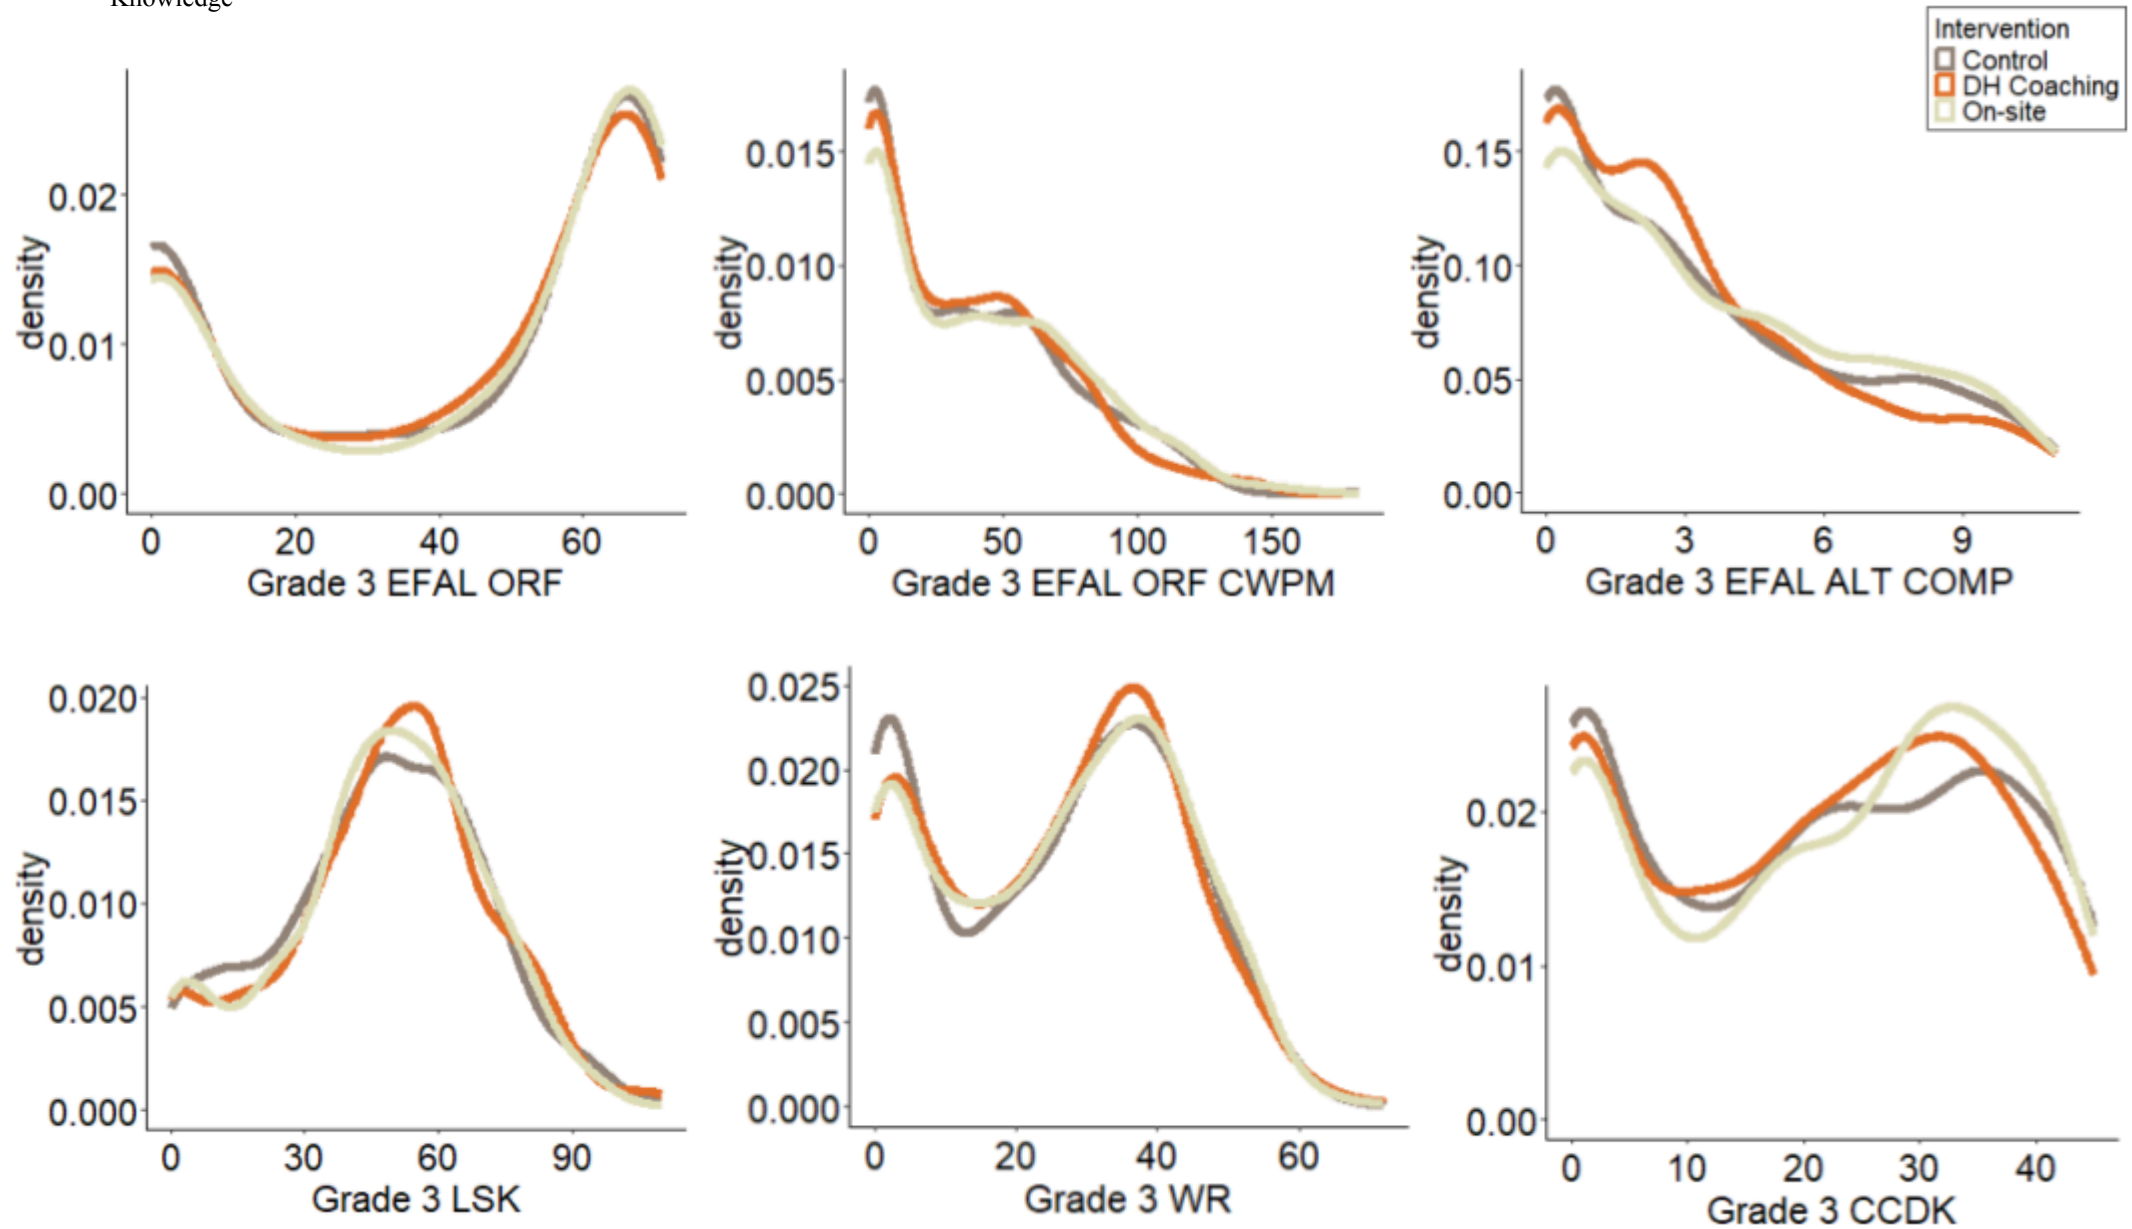 Knowledge
Intervention
Control
DH Coaching
On-site
density
0.02
0.01
0.00
0 20 40 60
Grade 3 EFAL ORF
density
0.015
0.010
0.005
0.000
0 50 100 150
Grade 3 EFAL ORF CWPM
density
0.15
0.10
0.05
0.00
0 3 6 9
Grade 3 EFAL ALT COMP
density
0.020
0.015
0.010
0.005
0.000
0 30 60 90
Grade 3 LSK
density
0.025
0.020
0.015
0.010
0.005
0.000
0 20 40 60
Grade 3 WR
density
0.02
0.01
0.00
0 10 20 30 40
Grade 3 CCDK